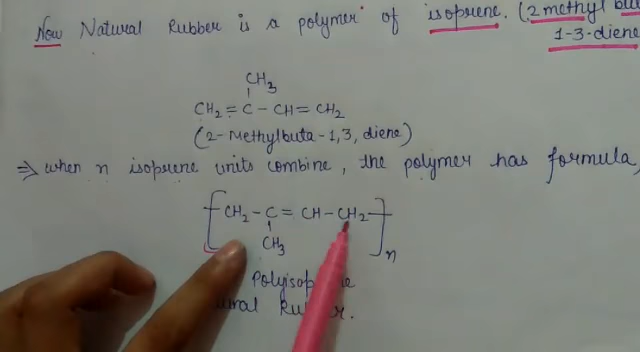 Now Natural Rubber is a polymer of isoprene. (2 methyl bu
1-3-diene
CH3
CH2=C-CH=CH2
(2-Methylbuta-1,3, diene)
⇒ when n isoprene units combine, the polymer has formula,
[CH2-C=CH-CH2]n
CH3
Rubber.